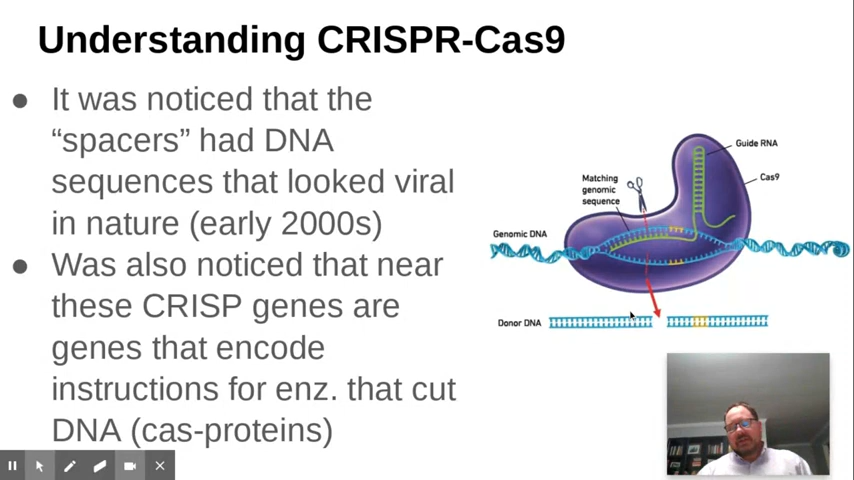 Understanding CRISPR-Cas9
● It was noticed that the
“spacers” had DNA
sequences that looked viral
in nature (early 2000s)
● Was also noticed that near
these CRISP genes are
genes that encode
instructions for enz. that cut
DNA (cas-proteins)
Guide RNA
Cas9
Matching
genomic
sequence
Genomic DNA
Donor DNA